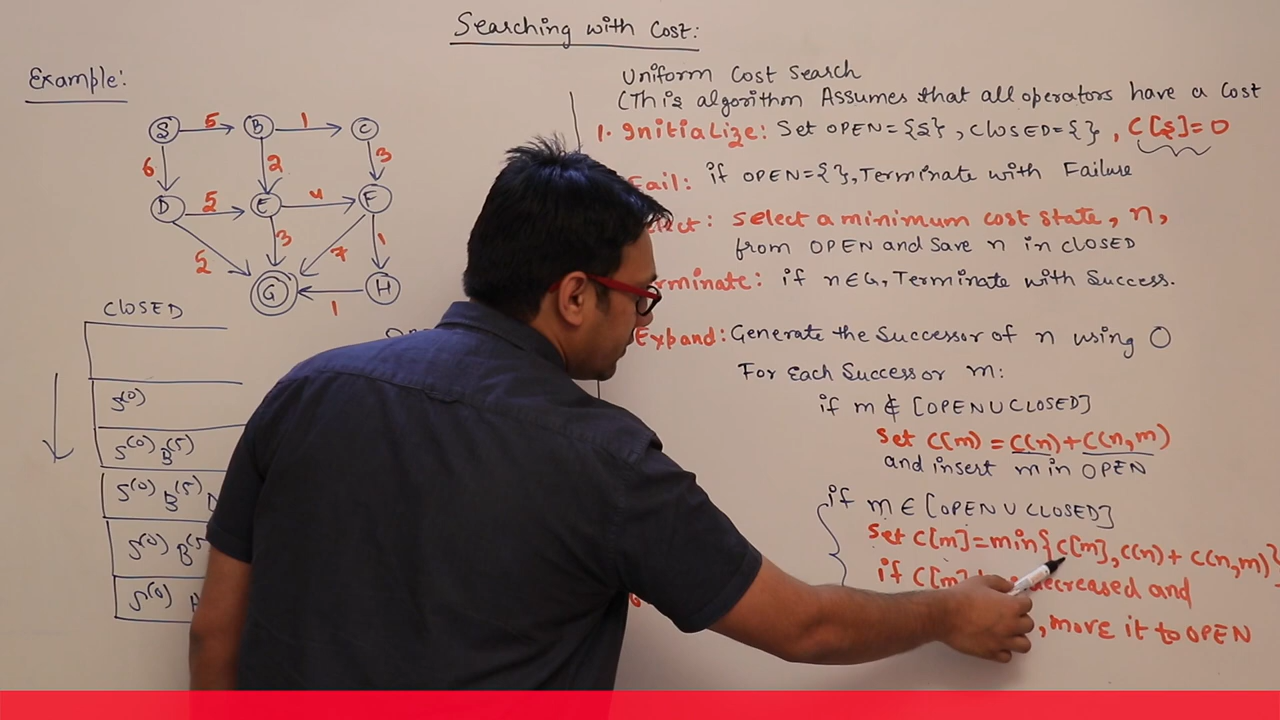 Searching with Cost:
Example:
S 5 B 1 C
6 2 3
D 5 E 4 F
5 3 7 1
G 1 H
CLOSED
S(0)
S(0) B(5)
S(0) B(5)
S(0) B(5)
S(0)
Uniform Cost Search
(This algorithm Assumes that all operators have a cost
1. Initialize: Set OPEN={S}, CLOSED={}, C[S]=0
Fail: if OPEN={}, Terminate with Failure
Select: Select a minimum cost state, n,
from OPEN and save n in CLOSED
Terminate: if n∈G, Terminate with Success.
Expand: Generate the Successor of n using O
For Each Successor m:
if m ∉ [OPEN∪CLOSED]
Set C(m) = C(n)+C(n,m)
and insert m in OPEN
if m ∈ [OPEN∪CLOSED]
Set C[m]=min{C[m], C(n)+C(n,m)}
if C[m] decreased and
, move it to OPEN